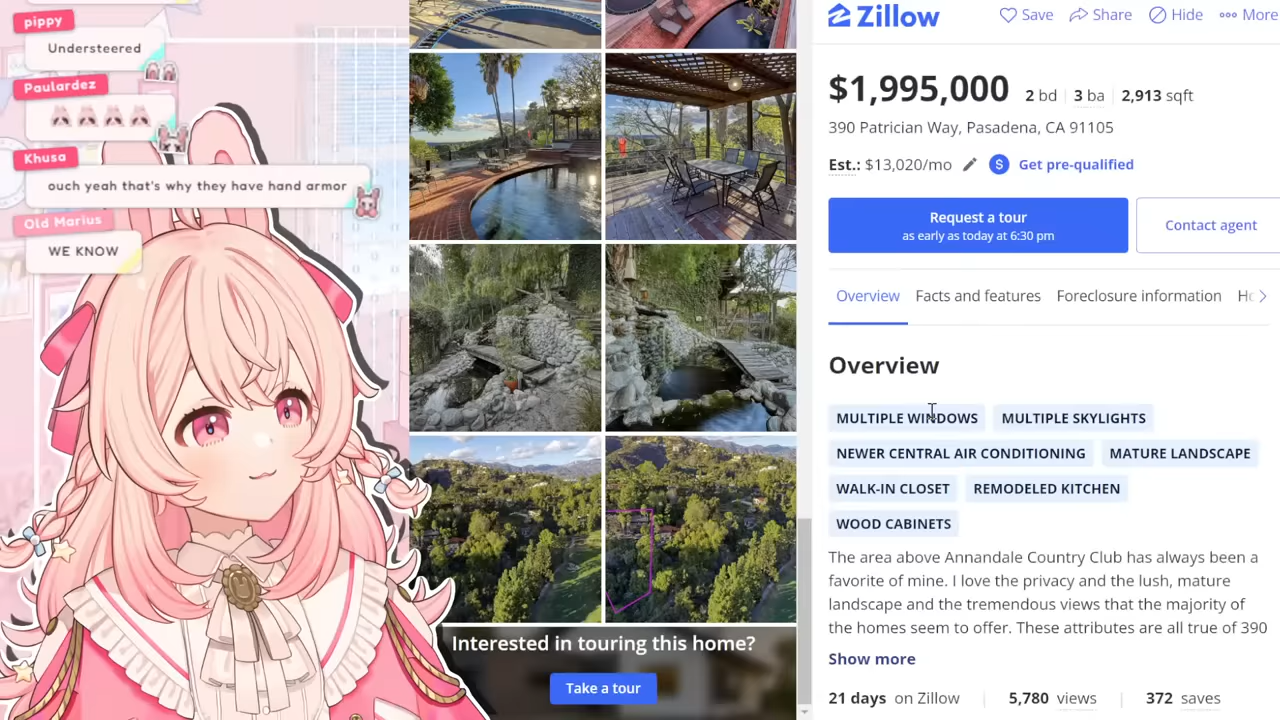 pippy
Understeered
Paulardez
Khusa
ouch yeah that's why they have hand armor
Old Marius
WE KNOW
Interested in touring this home?
Take a tour
Zillow
Save
Share
Hide
More
$1,995,000 2 bd 3 ba 2,913 sqft
390 Patrician Way, Pasadena, CA 91105
Est.: $13,020/mo $ Get pre-qualified
Request a tour
as early as today at 6:30 pm
Contact agent
Overview Facts and features Foreclosure information
Overview
MULTIPLE WINDOWS MULTIPLE SKYLIGHTS
NEWER CENTRAL AIR CONDITIONING MATURE LANDSCAPE
WALK-IN CLOSET REMODELED KITCHEN
WOOD CABINETS
The area above Annandale Country Club has always been a
favorite of mine. I love the privacy and the lush, mature
landscape and the tremendous views that the majority of
the homes seem to offer. These attributes are all true of 390
Show more
21 days on Zillow 5,780 views 372 saves